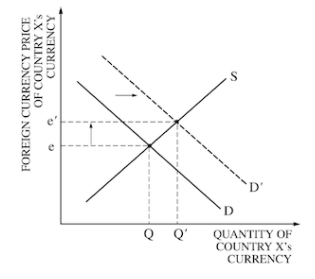 FOREIGN CURRENCY PRICE
OF COUNTRY X's
CURRENCY
S
e'
e
D'
D
Q Q'
QUANTITY OF
COUNTRY X's
CURRENCY